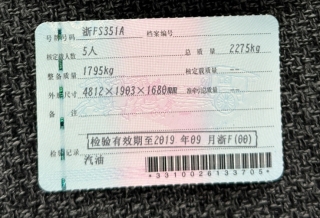 号牌号码 浙FS351A 档案编号
核定载人数 5人 总 质 量 2275kg
整备质量 1795kg 核定载质量 --
外廓尺寸 4812×1903×1680mm 准牵引总质量 --
备 注
检验有效期至2019 年 09 月浙F(00)
检验记录 汽油
*3310026133705*